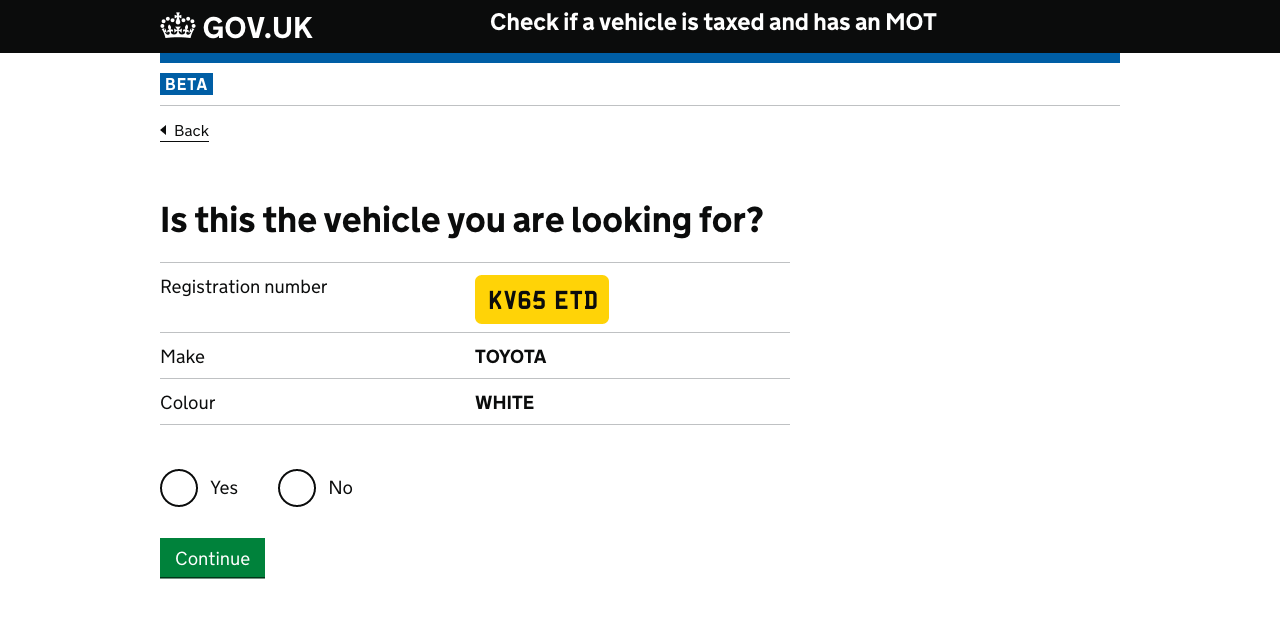 GOV.UK
Check if a vehicle is taxed and has an MOT
BETA
Back
Is this the vehicle you are looking for?
Registration number KV65 ETD
Make TOYOTA
Colour WHITE
Yes No
Continue